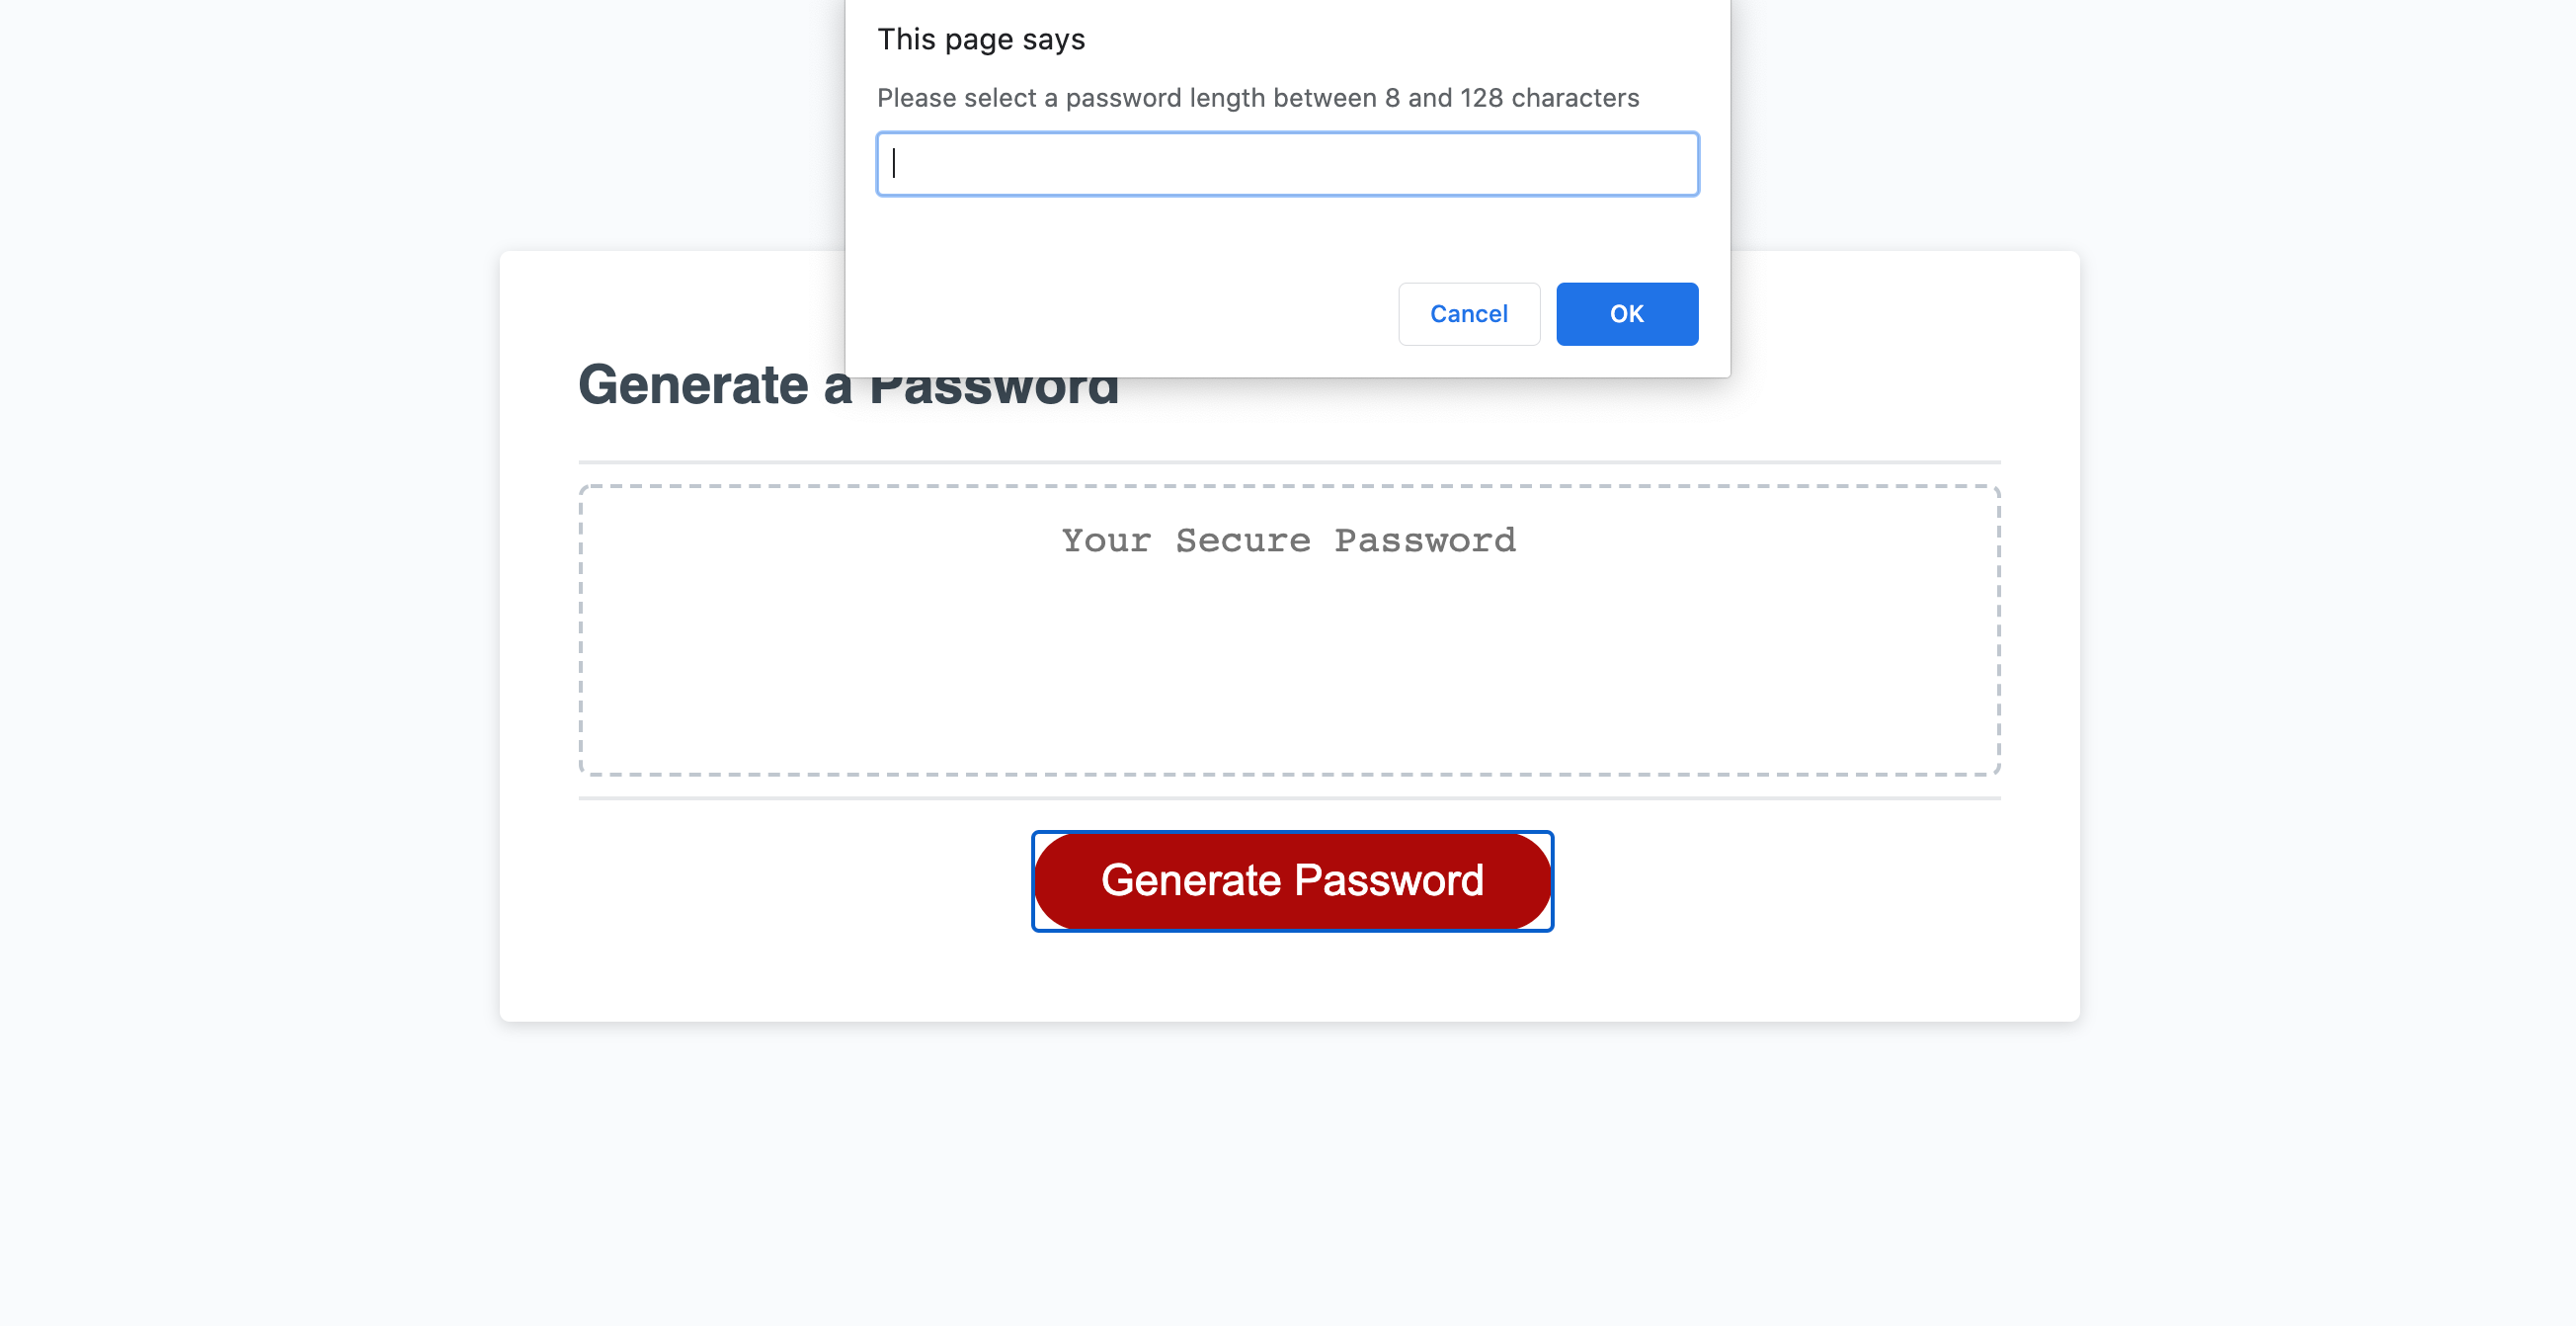 This page says
Please select a password length between 8 and 128 characters
Cancel
OK
Generate a Password
Your Secure Password
Generate Password